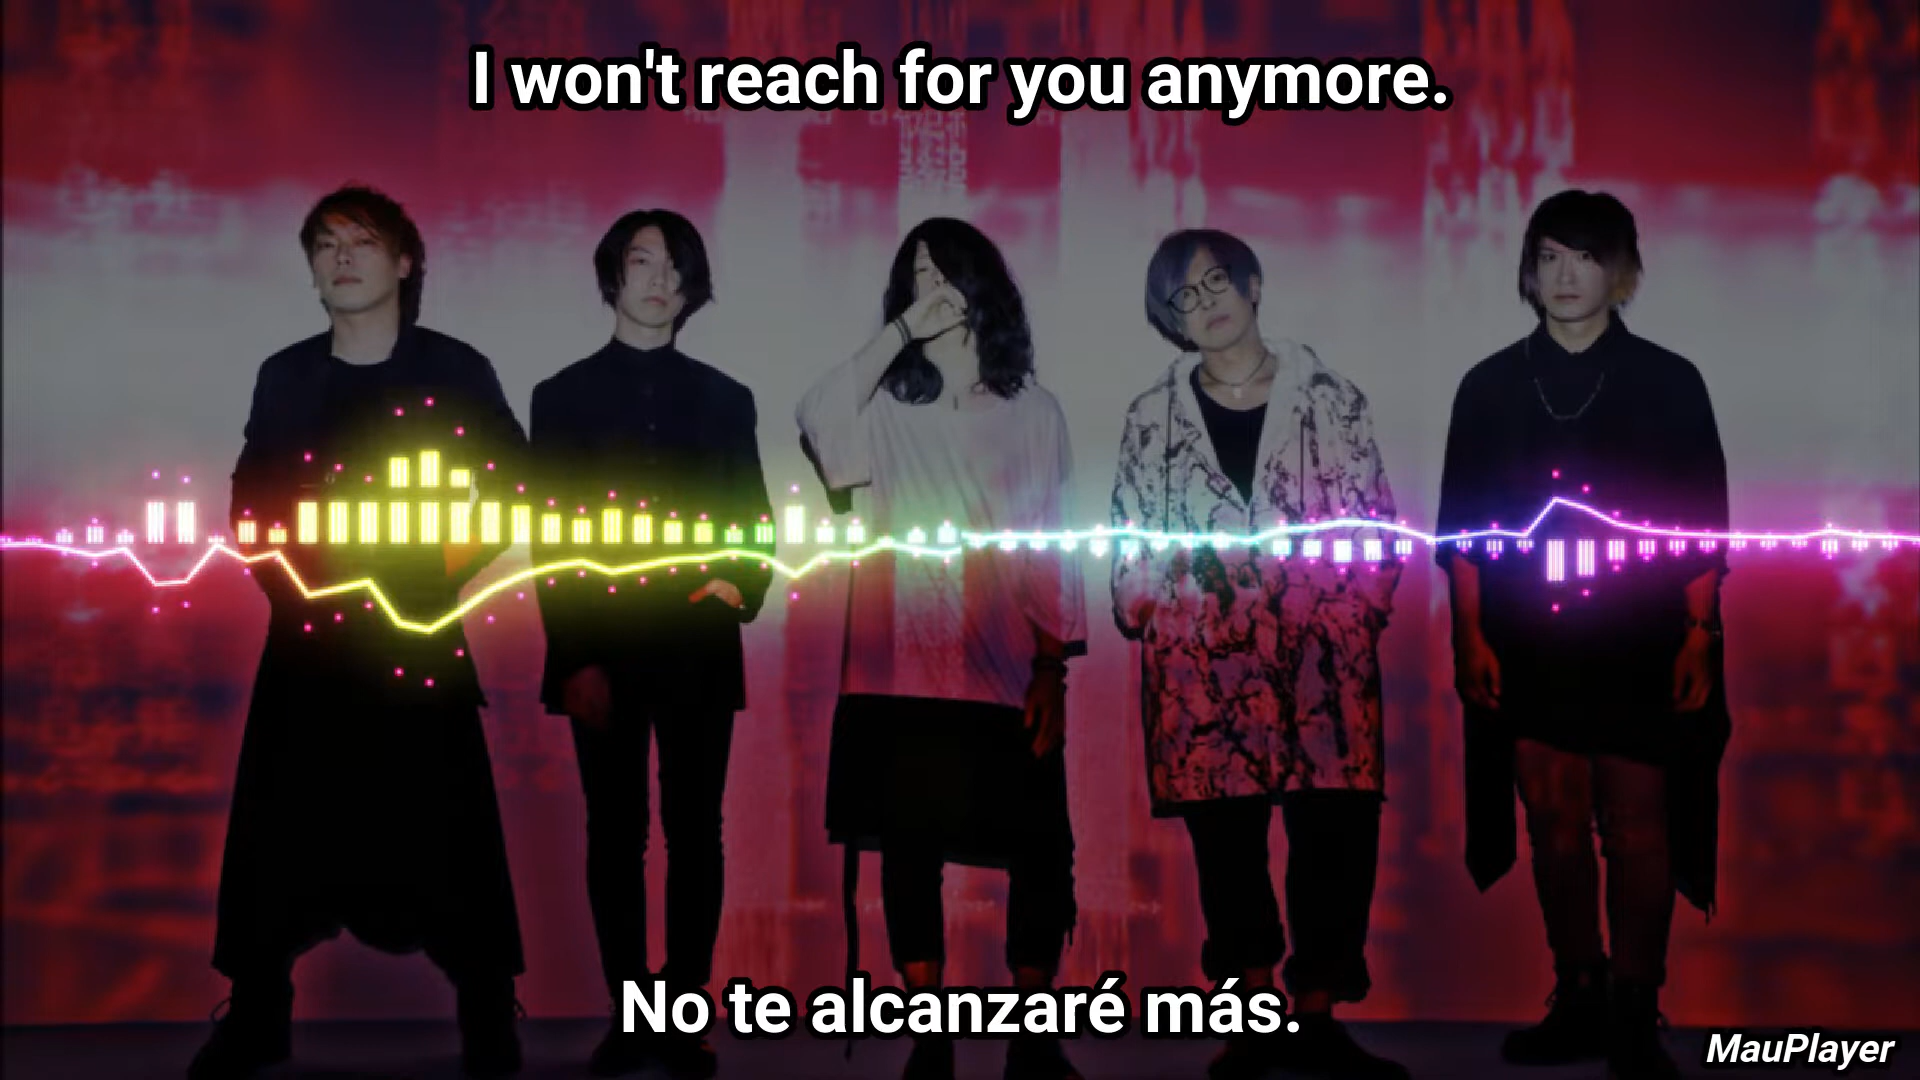 I won't reach for you anymore.
No te alcanzaré más.
MauPlayer